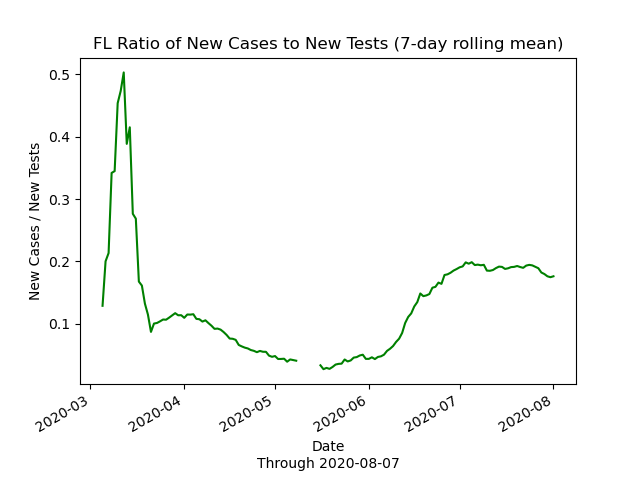 FL Ratio of New Cases to New Tests (7-day rolling mean)
New Cases / New Tests
0.5
0.4
0.3
0.2
0.1
2020-03
2020-04
2020-05
2020-06
2020-07
2020-08
Date
Through 2020-08-07